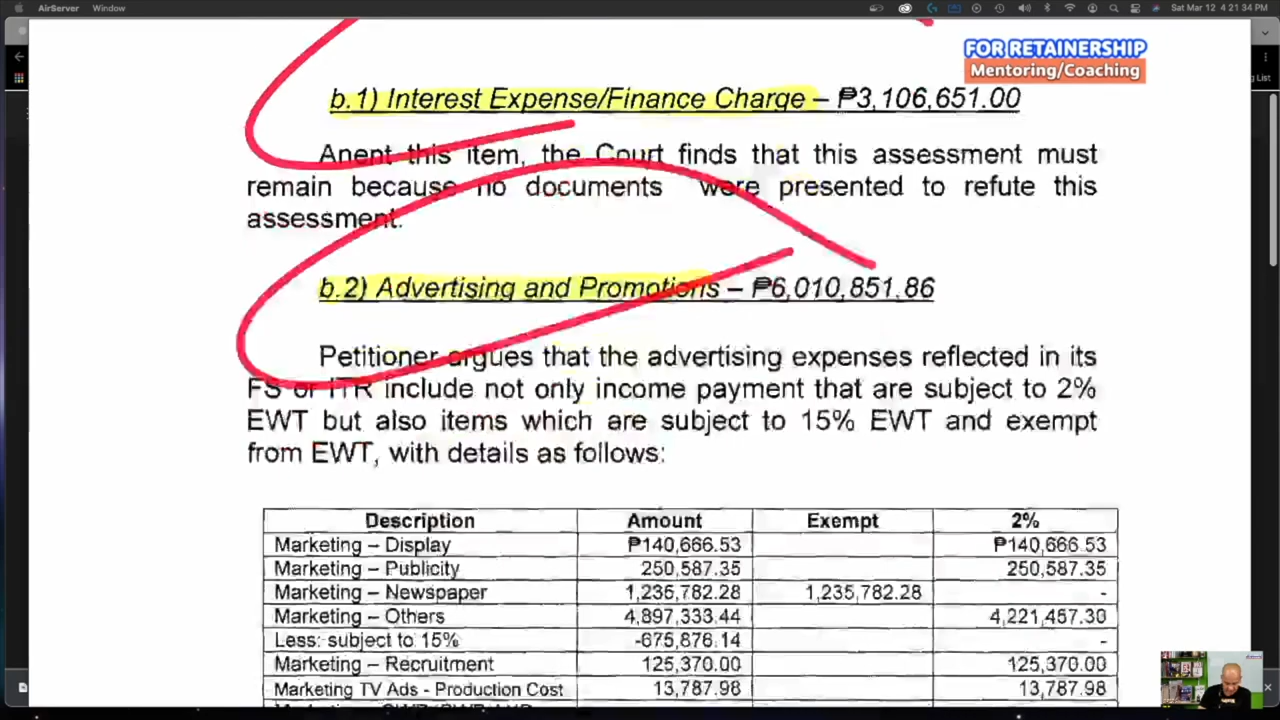 AirServer Window Sat Mar 12 4:21:34 PM
FOR RETAINERSHIP
Mentoring/Coaching
g List
b.1) Interest Expense/Finance Charge – ₱3,106,651.00
Anent this item, the Court finds that this assessment must
remain because no documents were presented to refute this
assessment.
b.2) Advertising and Promotions – ₱6,010,851.86
Petitioner argues that the advertising expenses reflected in its
FS or ITR include not only income payment that are subject to 2%
EWT but also items which are subject to 15% EWT and exempt
from EWT, with details as follows:
Description Amount Exempt 2%
Marketing – Display ₱140,666.53 ₱140,666.53
Marketing – Publicity 250,587.35 250,587.35
Marketing – Newspaper 1,235,782.28 1,235,782.28 -
Marketing – Others 4,897,333.44 4,221,457.30
Less: subject to 15% -675,876.14 -
Marketing – Recruitment 125,370.00 125,370.00
Marketing TV Ads - Production Cost 13,787.98 13,787.98